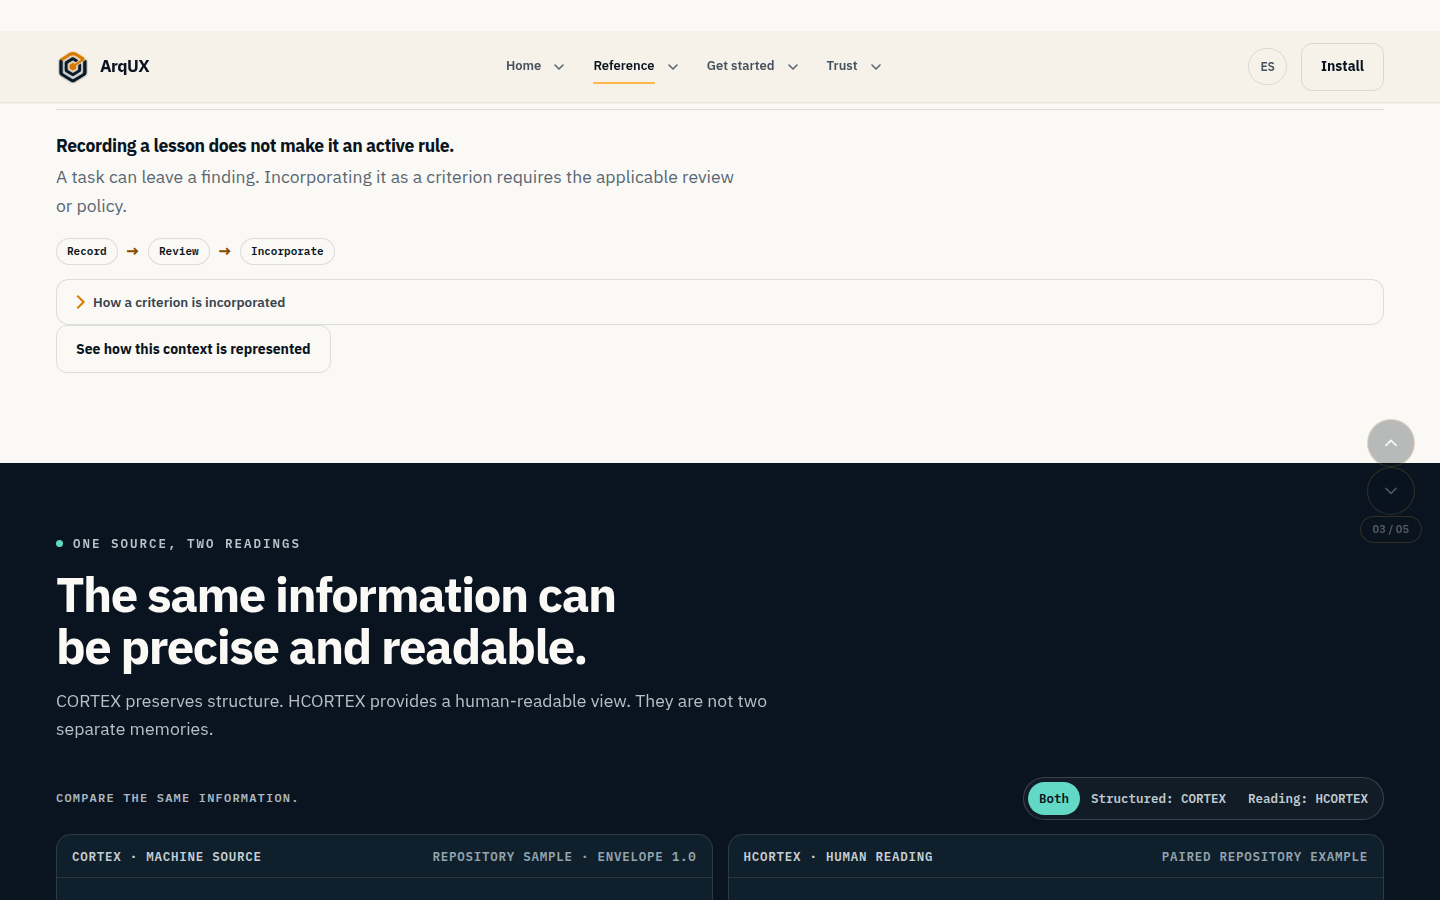 ArqUX
Home
Reference
Get started
Trust
ES
Install
Recording a lesson does not make it an active rule.
A task can leave a finding. Incorporating it as a criterion requires the applicable review
or policy.
Record → Review → Incorporate
How a criterion is incorporated
See how this context is represented
03 / 05
ONE SOURCE, TWO READINGS
The same information can
be precise and readable.
CORTEX preserves structure. HCORTEX provides a human-readable view. They are not two
separate memories.
COMPARE THE SAME INFORMATION.
Both
Structured: CORTEX
Reading: HCORTEX
CORTEX · MACHINE SOURCE
REPOSITORY SAMPLE · ENVELOPE 1.0
HCORTEX · HUMAN READING
PAIRED REPOSITORY EXAMPLE